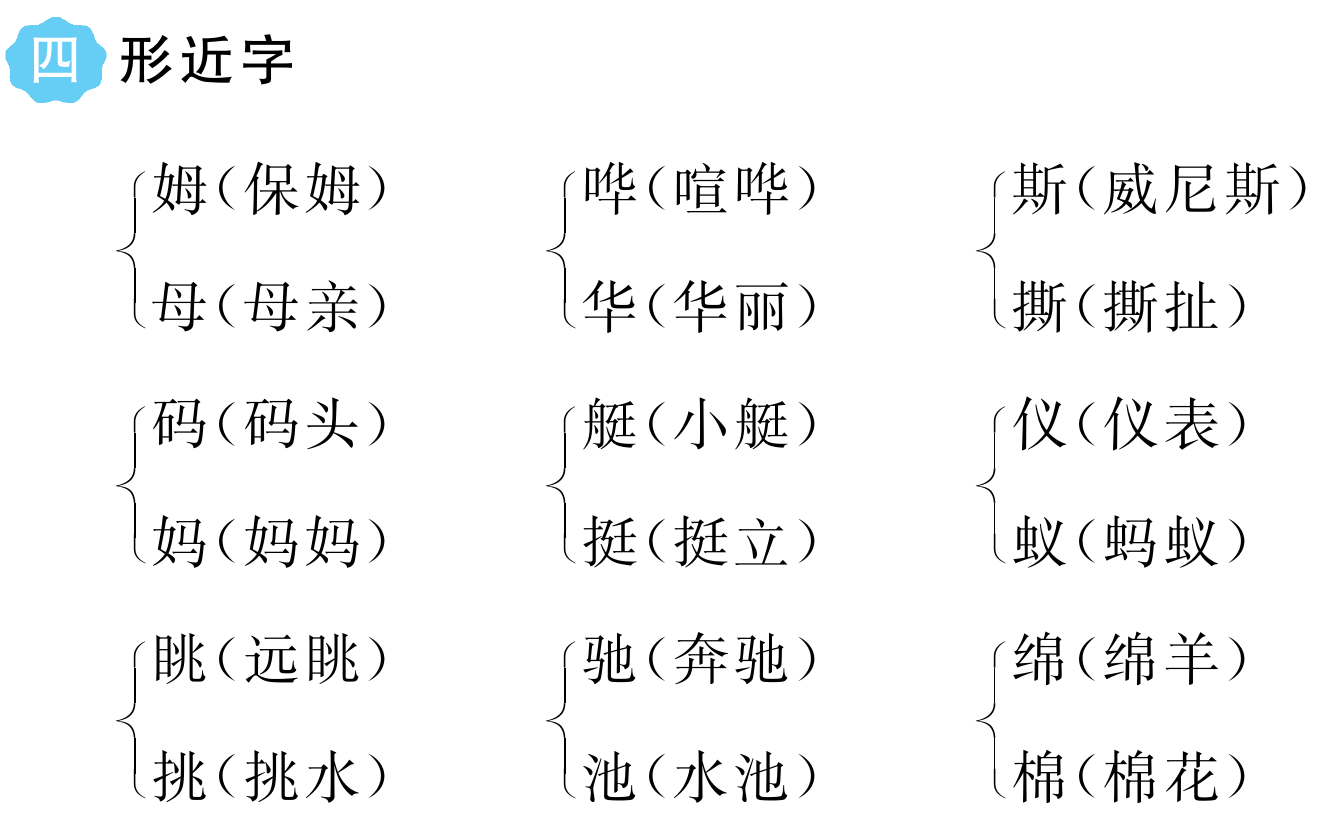 四 形近字
姆(保姆) 哗(喧哗) 斯(威尼斯)
母(母亲) 华(华丽) 撕(撕扯)
码(码头) 艇(小艇) 仪(仪表)
妈(妈妈) 挺(挺立) 蚁(蚂蚁)
眺(远眺) 驰(奔驰) 绵(绵羊)
挑(挑水) 池(水池) 棉(棉花)